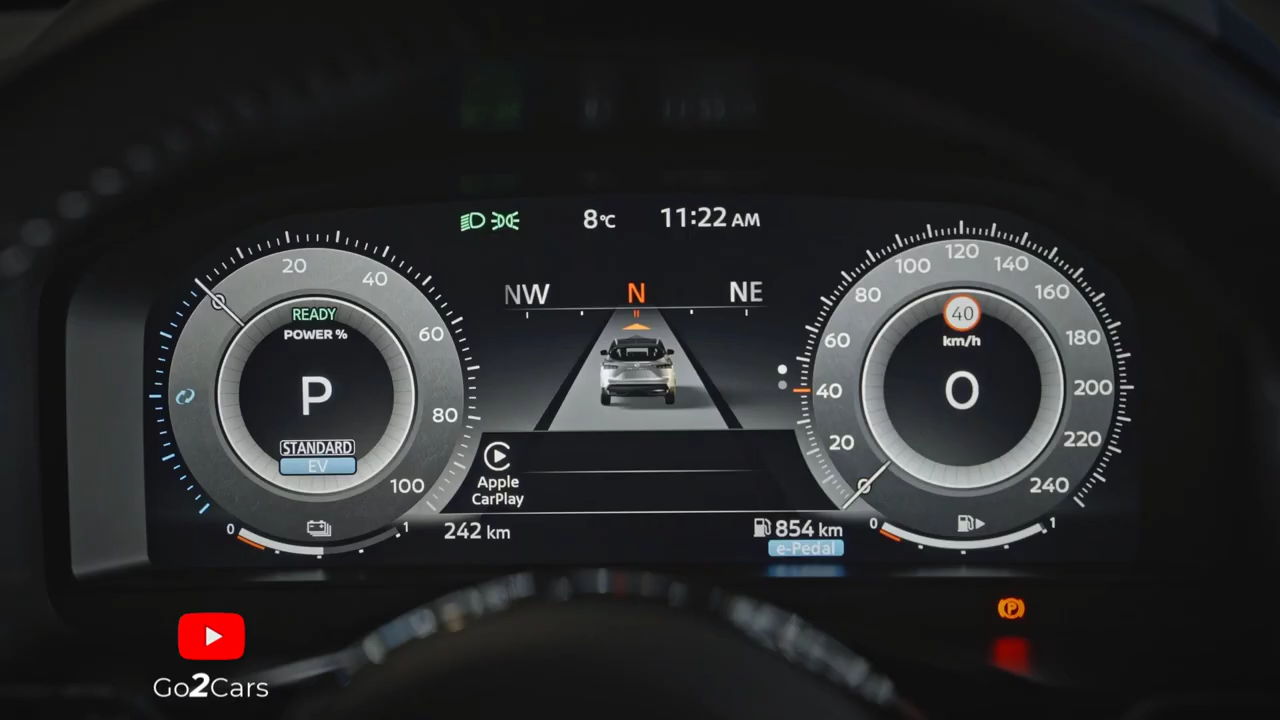 8°C 11:22 AM
NW N NE
0 20 40 60 80 100
READY
POWER %
P
STANDARD
EV
0 1
Apple
CarPlay
242 km
854 km
e-Pedal
0 20 40 60 80 100 120 140 160 180 200 220 240
40
km/h
0
0 1
P
Go2Cars